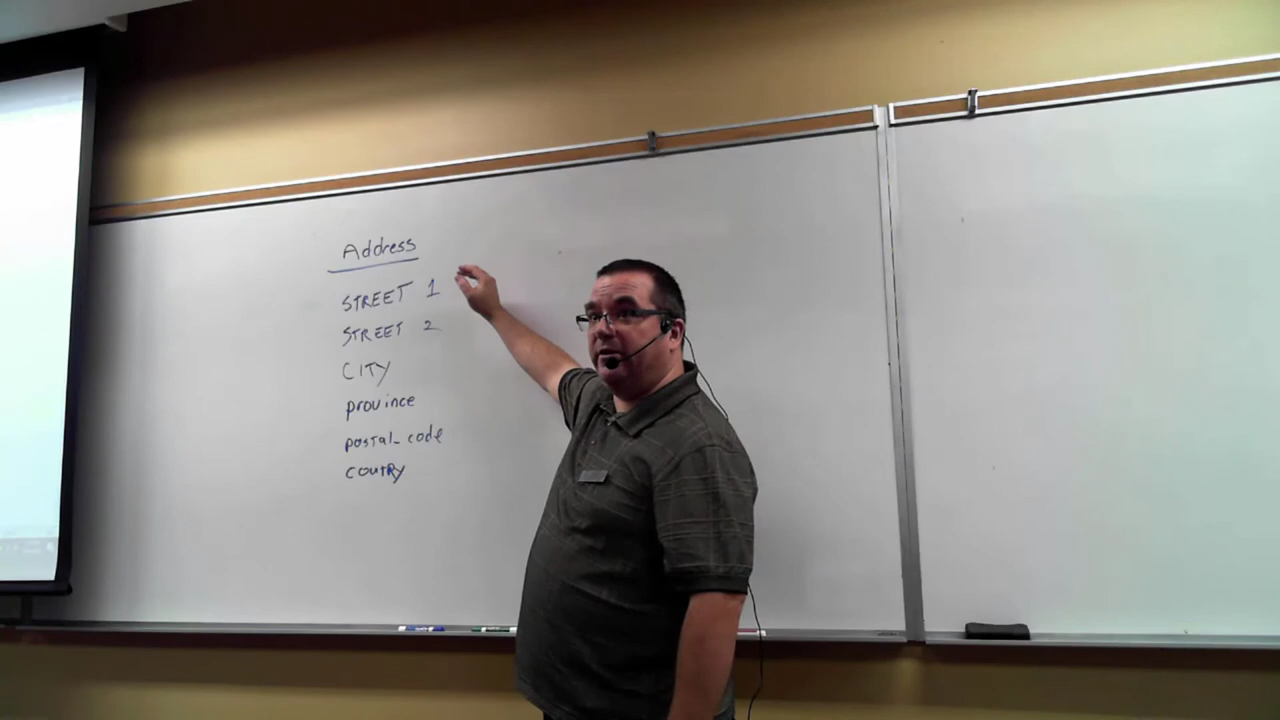 Address
STREET 1
STREET 2
CITY
province
postal_code
coutRy